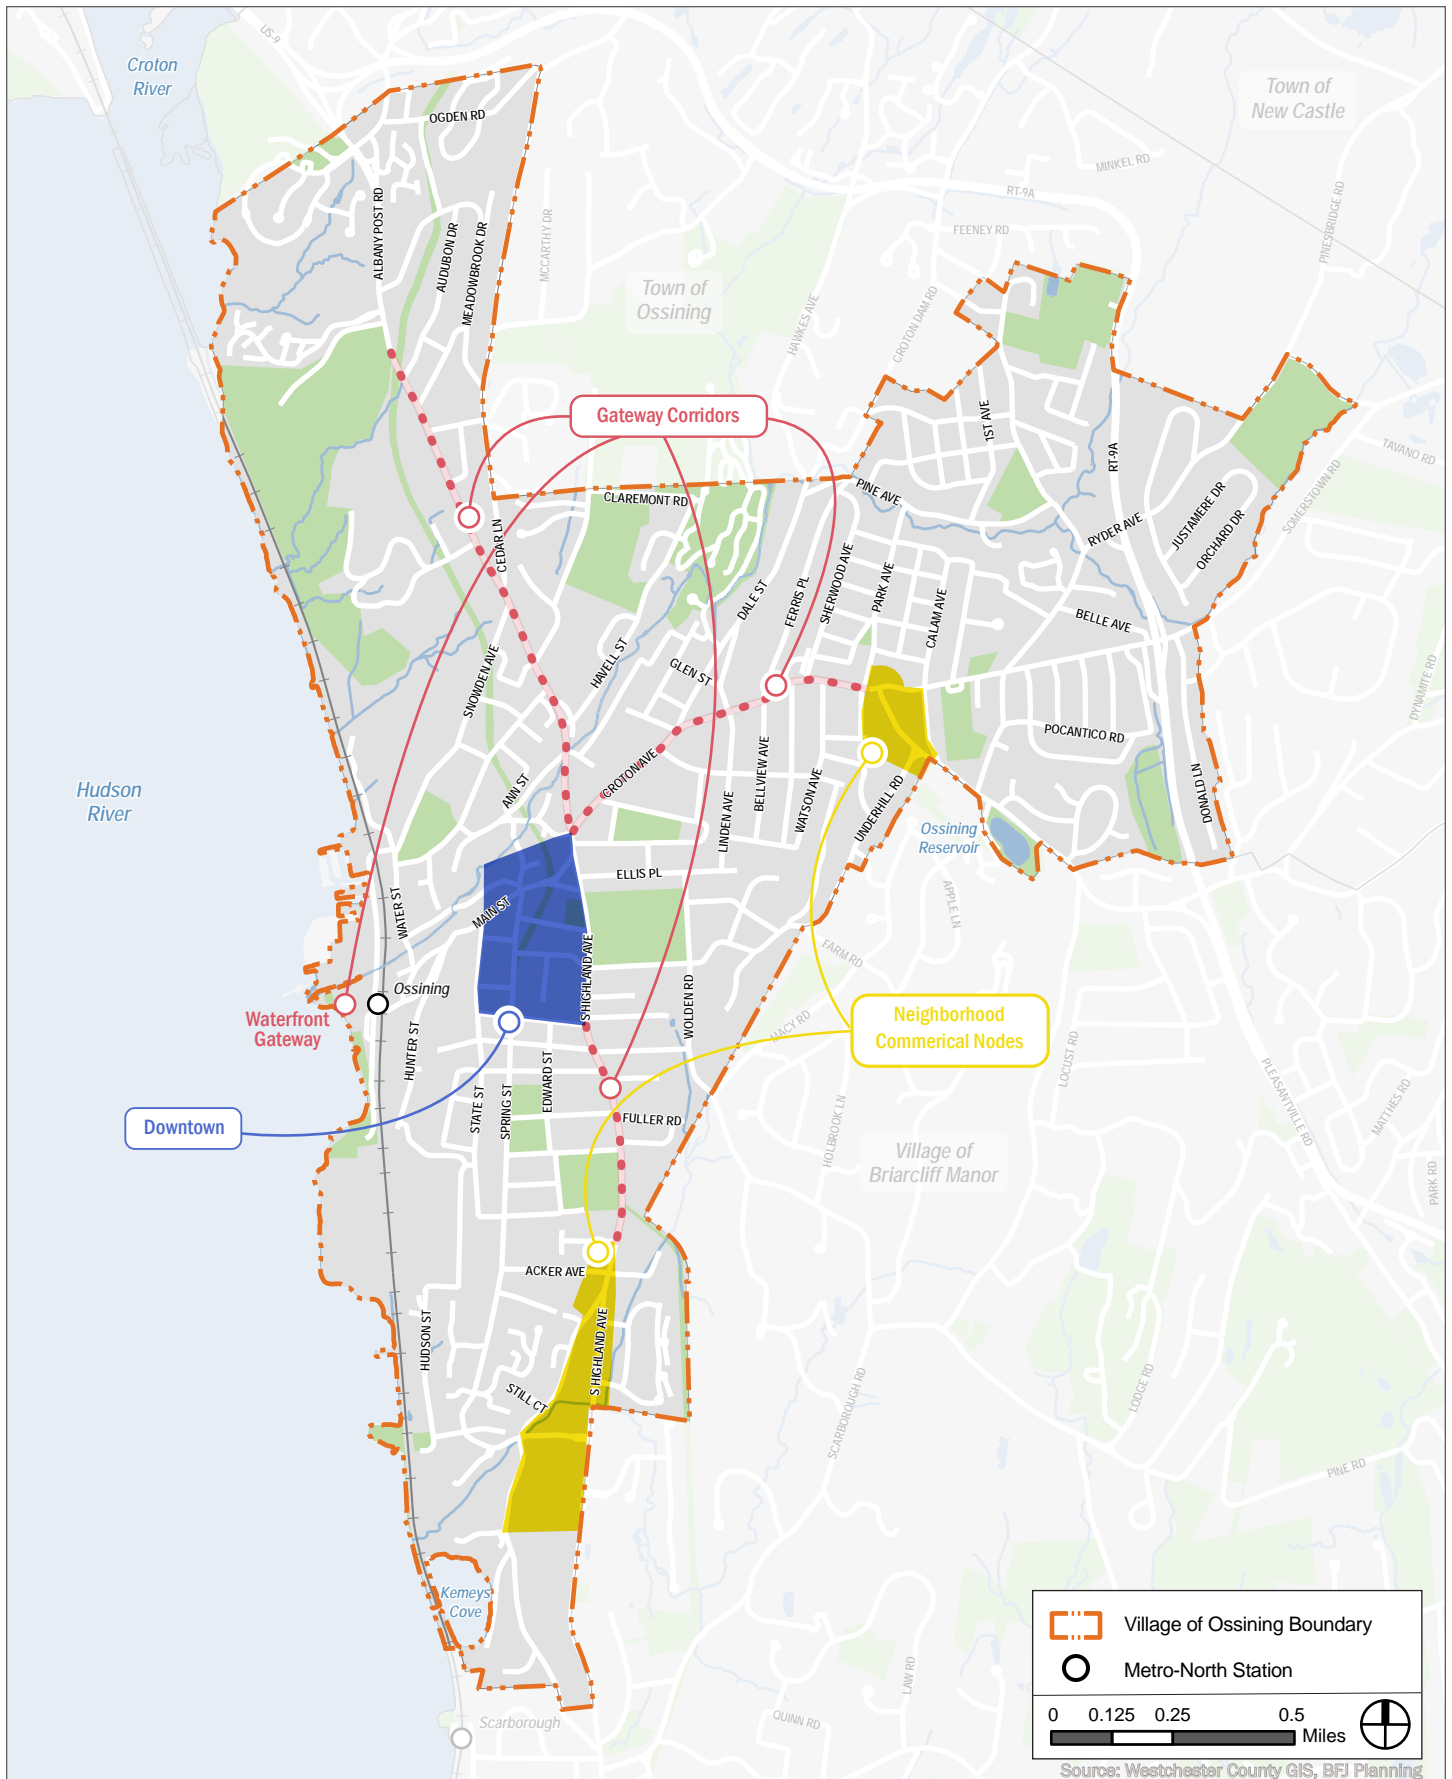 US-9
Croton
River
Town of
New Castle
OGDEN RD
MINKEL RD
RT-9A
PINESBRIDGE RD
ALBANY POST RD
AUDUBON DR
MEADOWBROOK DR
MCCARTHY DR
FEENEY RD
Town of
Ossining
HAWKES AVE
CROTON DAM RD
Gateway Corridors
1ST AVE
RT-9A
TAVANO RD
SOMERSTOWN RD
CLAREMONT RD
PINE AVE
JUSTAMERE DR
ORCHARD DR
RYDER AVE
CEDAR LN
DALE ST
FERRIS PL
SHERWOOD AVE
PARK AVE
CALAM AVE
BELLE AVE
SNOWDEN AVE
HAVELL ST
GLEN ST
DYNAMITE RD
POCANTICO RD
CROTON AVE
BELLVIEW AVE
WATSON AVE
LINDEN AVE
UNDERHILL RD
DONALD LN
ANN ST
Hudson
River
Ossining
Reservoir
ELLIS PL
APPLE LN
WATER ST
MAIN ST
S HIGHLAND AVE
FARM RD
Ossining
WOLDEN RD
MACY RD
Waterfront
Gateway
Neighborhood
Commerical Nodes
HUNTER ST
LOCUST RD
PLEASANTVILLE RD
STATE ST
SPRING ST
EDWARD ST
FULLER RD
HOLBROOK LN
MATTHES RD
Downtown
Village of
Briarcliff Manor
PARK RD
ACKER AVE
HUDSON ST
S HIGHLAND AVE
STILL CT
SCARBOROUGH RD
LODGE RD
PINE RD
Kemeys
Cove
LAW RD
QUINN RD
Scarborough
Village of Ossining Boundary
Metro-North Station
0 0.125 0.25 0.5
Miles
Source: Westchester County GIS, BFJ Planning